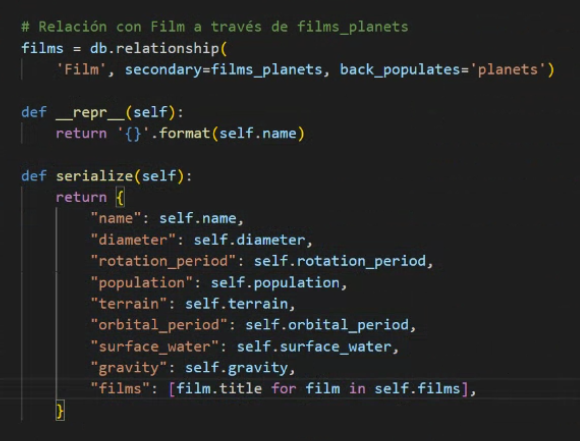 # Relación con Film a través de films_planets
films = db.relationship(
    'Film', secondary=films_planets, back_populates='planets')
def __repr__(self):
    return '{}'.format(self.name)
def serialize(self):
    return {
        "name": self.name,
        "diameter": self.diameter,
        "rotation_period": self.rotation_period,
        "population": self.population,
        "terrain": self.terrain,
        "orbital_period": self.orbital_period,
        "surface_water": self.surface_water,
        "gravity": self.gravity,
        "films": [film.title for film in self.films],
    }